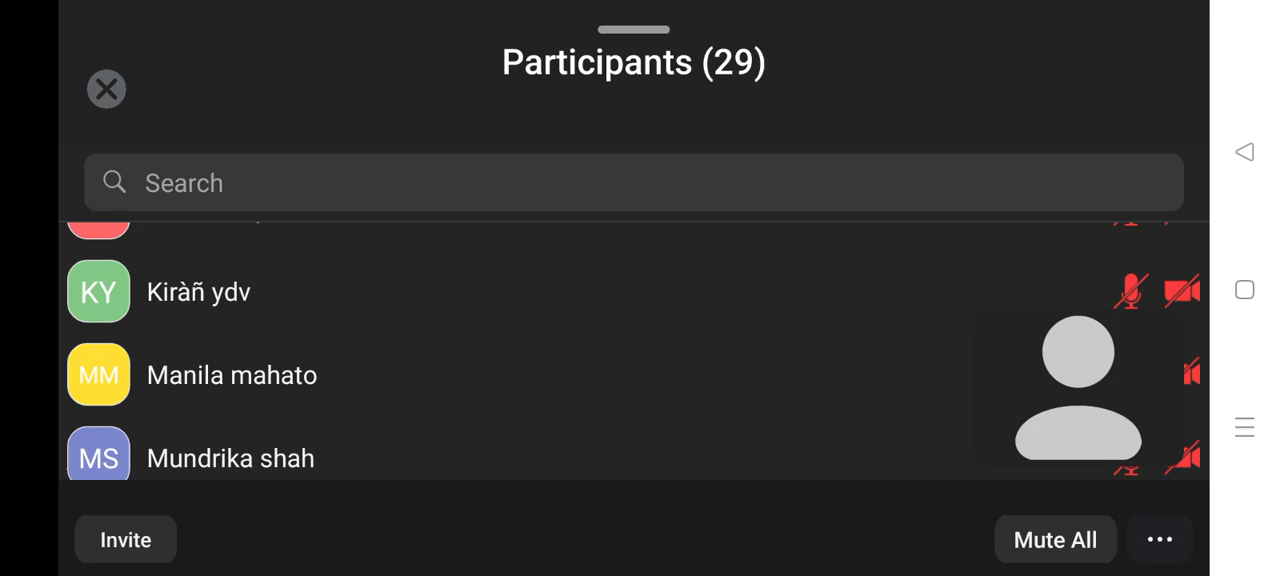 Participants (29)
Search
KY
Kiràñ ydv
MM
Manila mahato
MS
Mundrika shah
Invite
Mute All